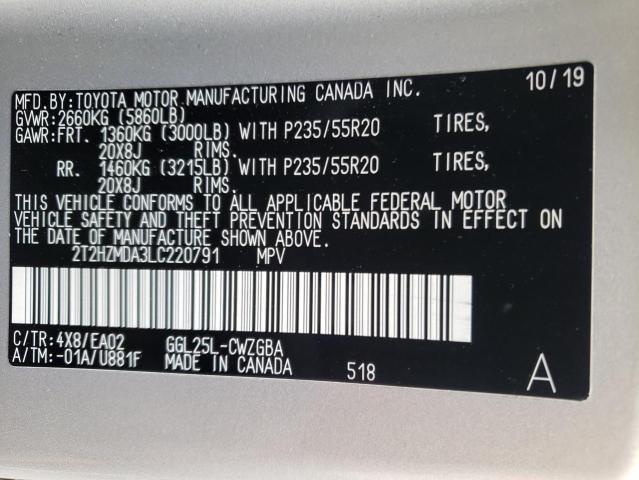 MFD.BY:TOYOTA MOTOR MANUFACTURING CANADA INC. 10/19
GVWR:2660KG (5860LB)
GAWR:FRT. 1360KG (3000LB) WITH P235/55R20 TIRES,
20X8J RIMS.
RR. 1460KG (3215LB) WITH P235/55R20 TIRES,
20X8J RIMS.
THIS VEHICLE CONFORMS TO ALL APPLICABLE FEDERAL MOTOR
VEHICLE SAFETY AND THEFT PREVENTION STANDARDS IN EFFECT ON
THE DATE OF MANUFACTURE SHOWN ABOVE.
2T2HZMDA3LC220791 MPV
C/TR:4X8/EA02 GGL25L-CWZGBA
A/TM:-01A/U881F MADE IN CANADA 518 A